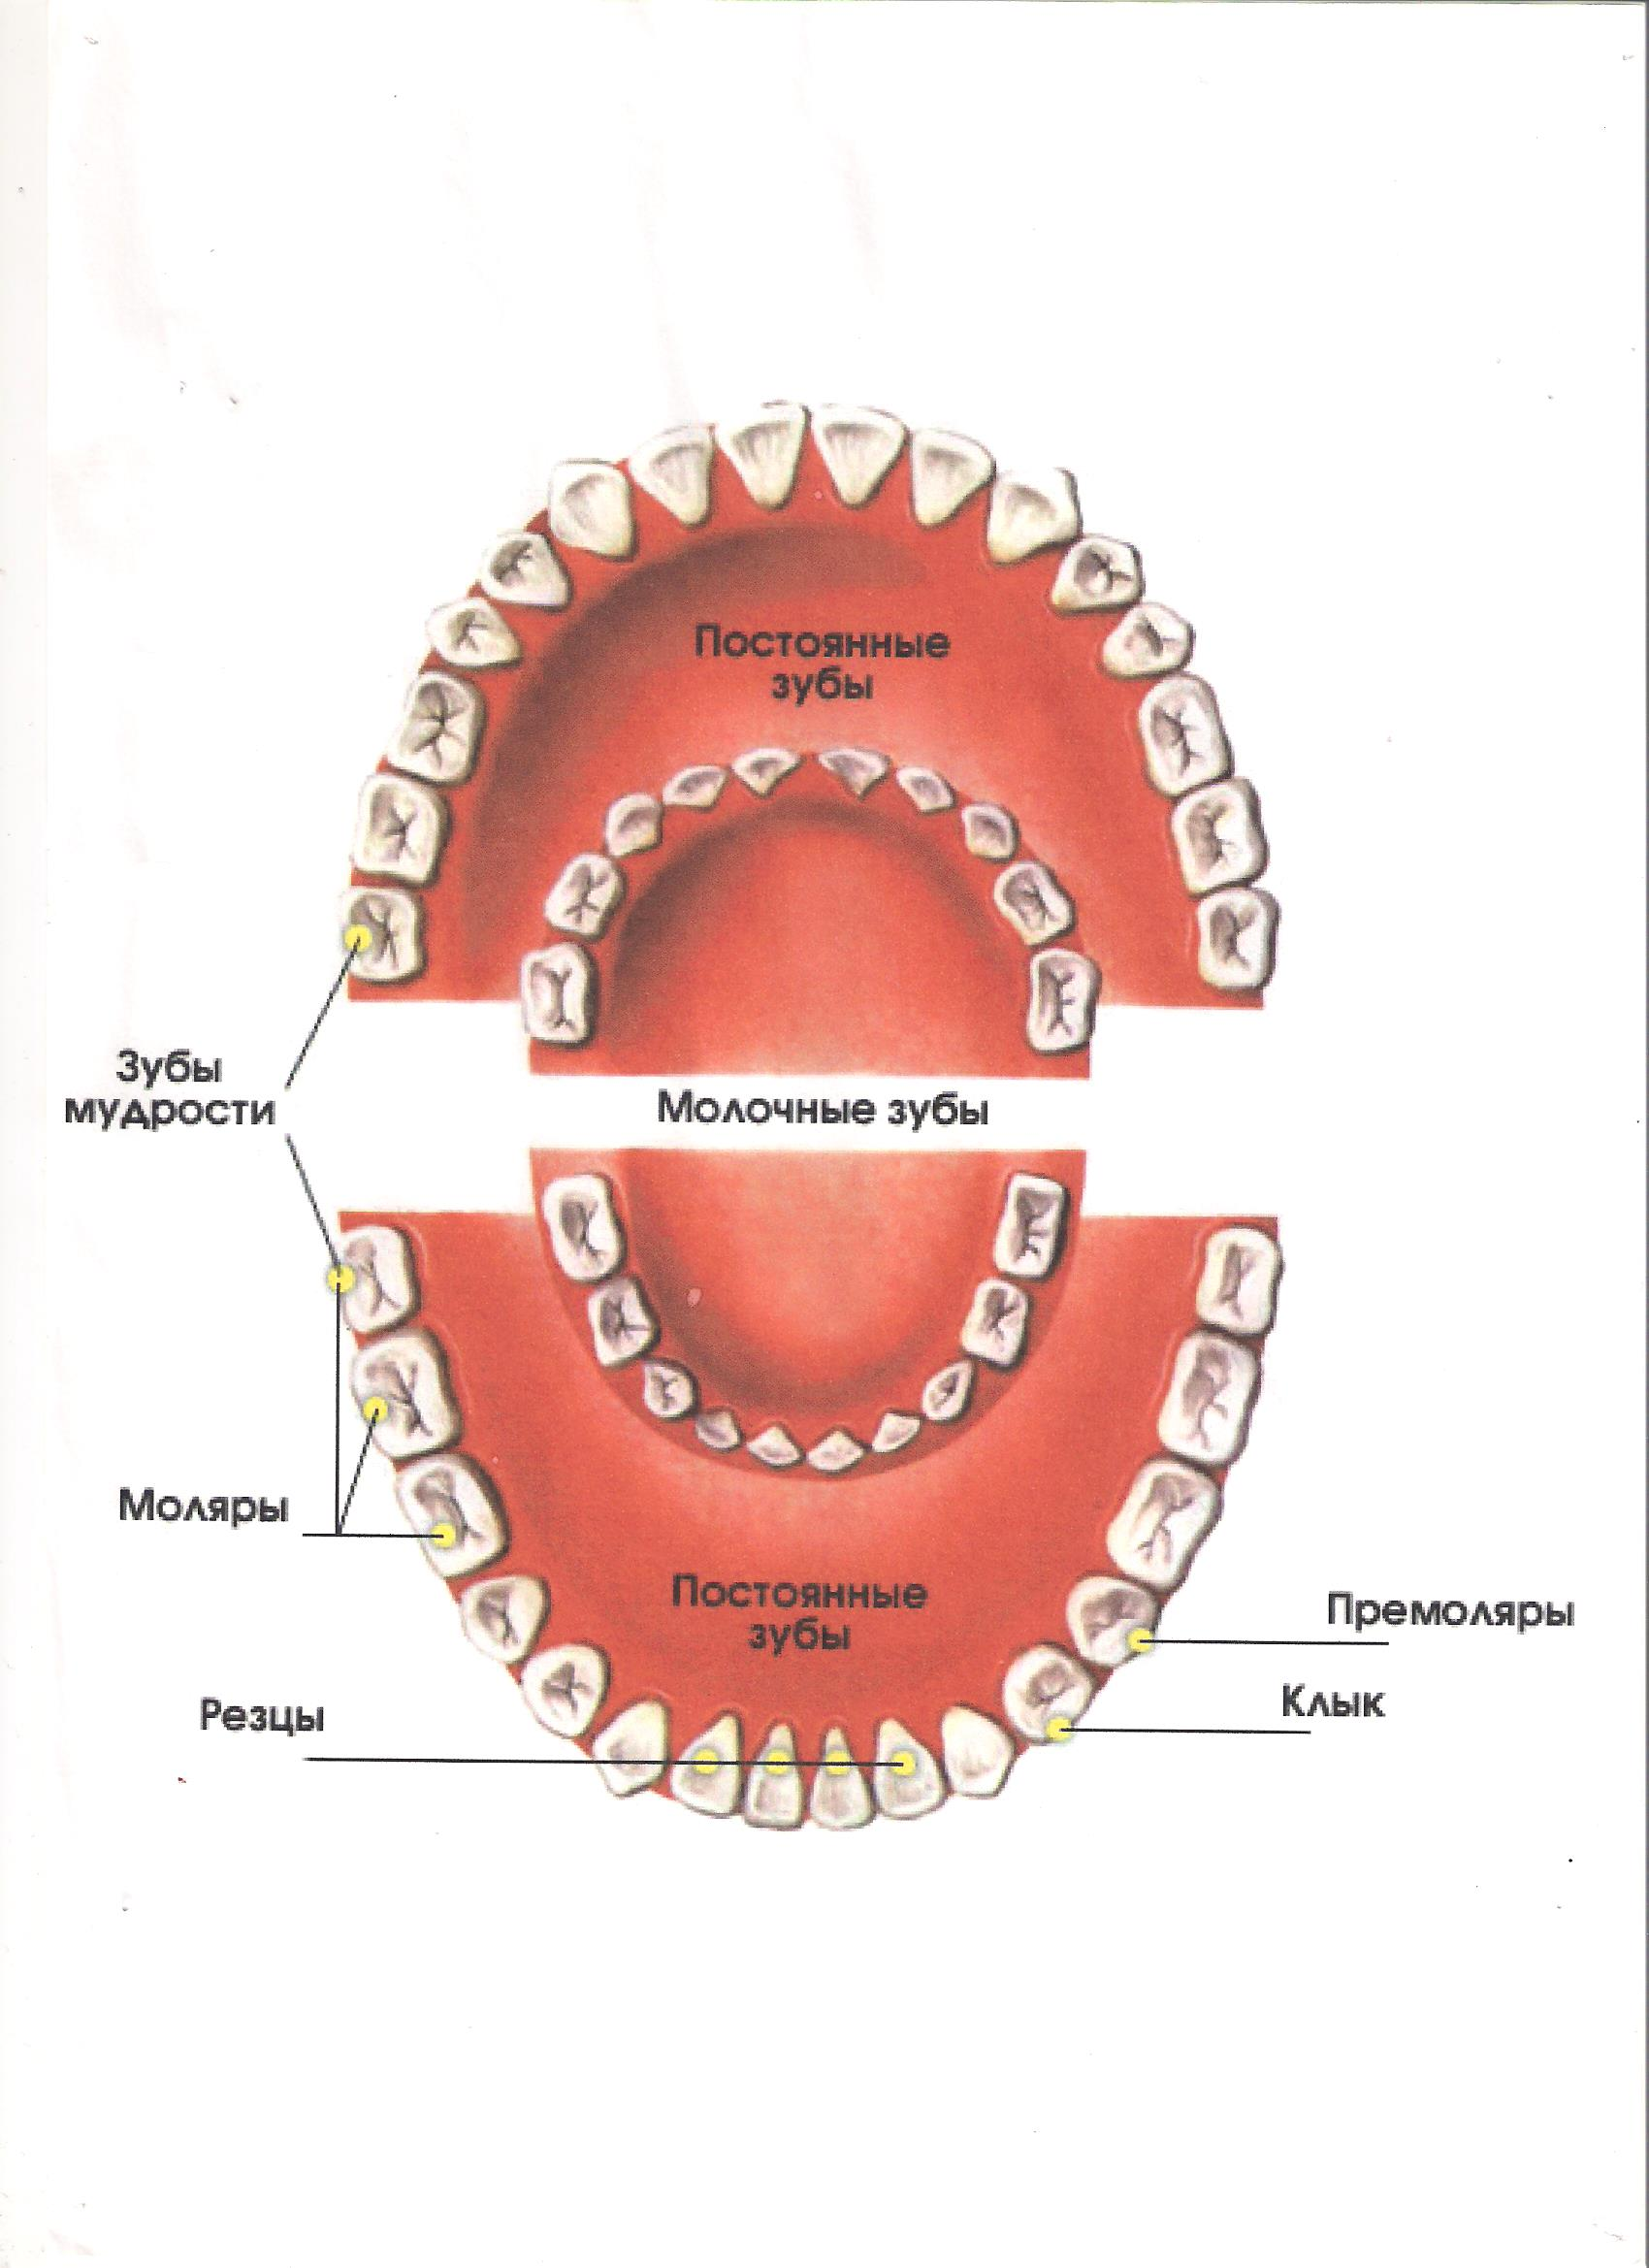 Постоянные
зубы
Зубы
мудрости
Молочные зубы
Моляры
Постоянные
зубы
Премоляры
Клык
Резцы